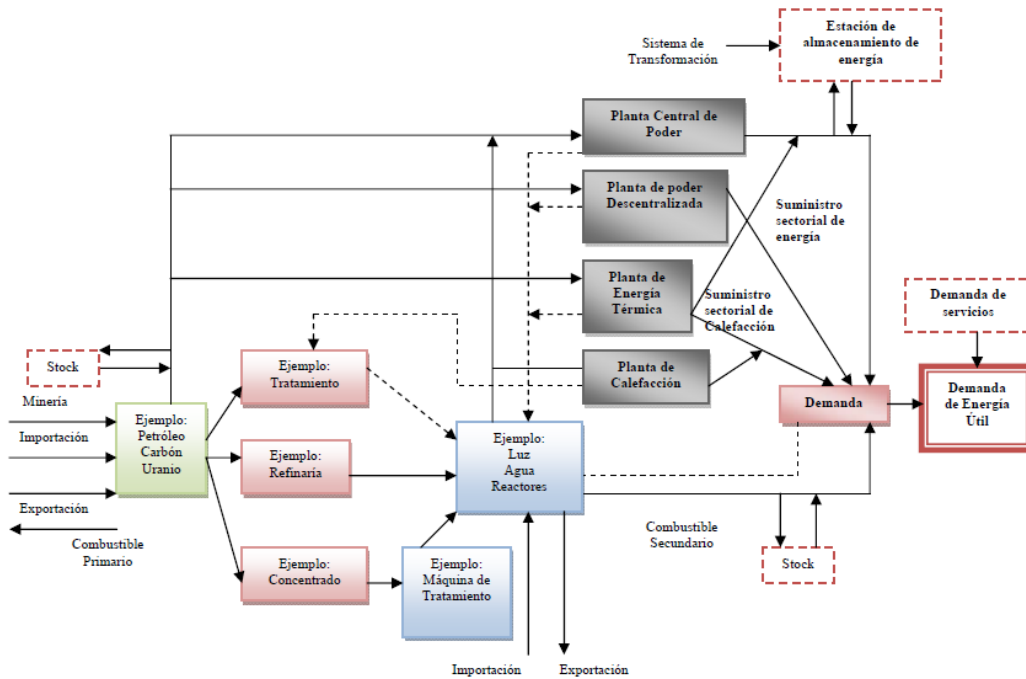 Sistema de
Transformación
Estación de
almacenamiento de
energía
Planta Central de
Poder
Planta de poder
Descentralizada
Suministro
sectorial de
energía
Planta de
Energía
Térmica
Suministro
sectorial de
Calefacción
Demanda de
servicios
Stock
Ejemplo:
Tratamiento
Planta de
Calefacción
Demanda
Demanda
de Energía
Útil
Minería
Importación
Exportación
Combustible
Primario
Ejemplo:
Petróleo
Carbón
Uranio
Ejemplo:
Refinaría
Ejemplo:
Luz
Agua
Reactores
Ejemplo:
Concentrado
Ejemplo:
Máquina de
Tratamiento
Combustible
Secundario
Stock
Importación
Exportación